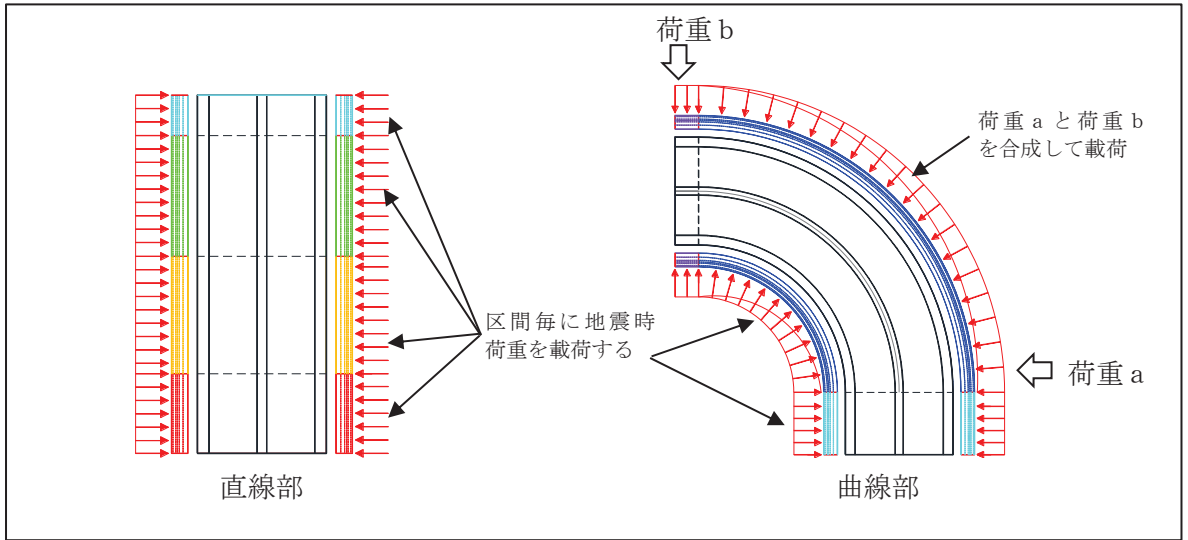 荷重b
荷重aと荷重b
を合成して載荷
区間毎に地震時
荷重を載荷する
荷重a
直線部
曲線部